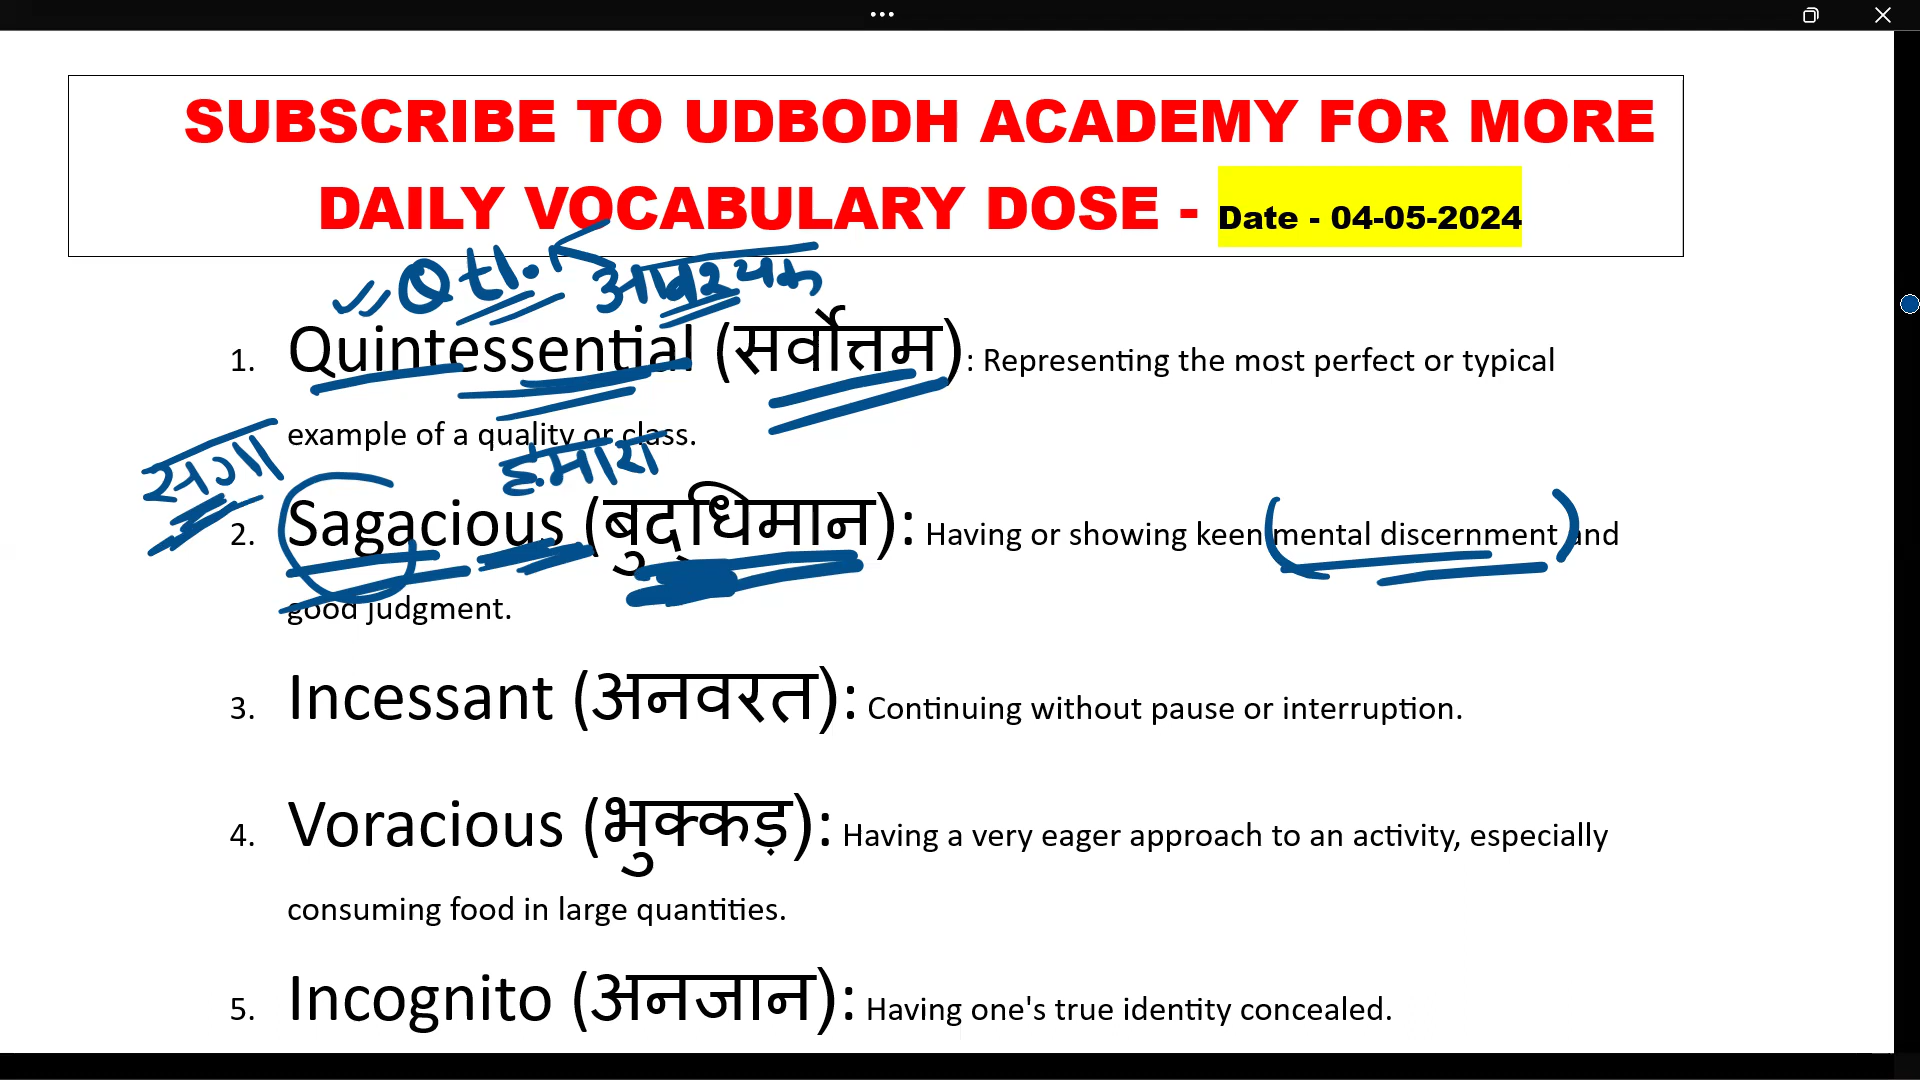 SUBSCRIBE TO UDBODH ACADEMY FOR MORE
DAILY VOCABULARY DOSE - Date - 04-05-2024
आवश्यक
1. Quintessential (सर्वोत्तम): Representing the most perfect or typical
example of a quality or class.
सगा हमारा
2. Sagacious (बुद्धिमान): Having or showing keen mental discernment and
good judgment.
3. Incessant (अनवरत): Continuing without pause or interruption.
4. Voracious (भुक्कड़): Having a very eager approach to an activity, especially
consuming food in large quantities.
5. Incognito (अनजान): Having one's true identity concealed.